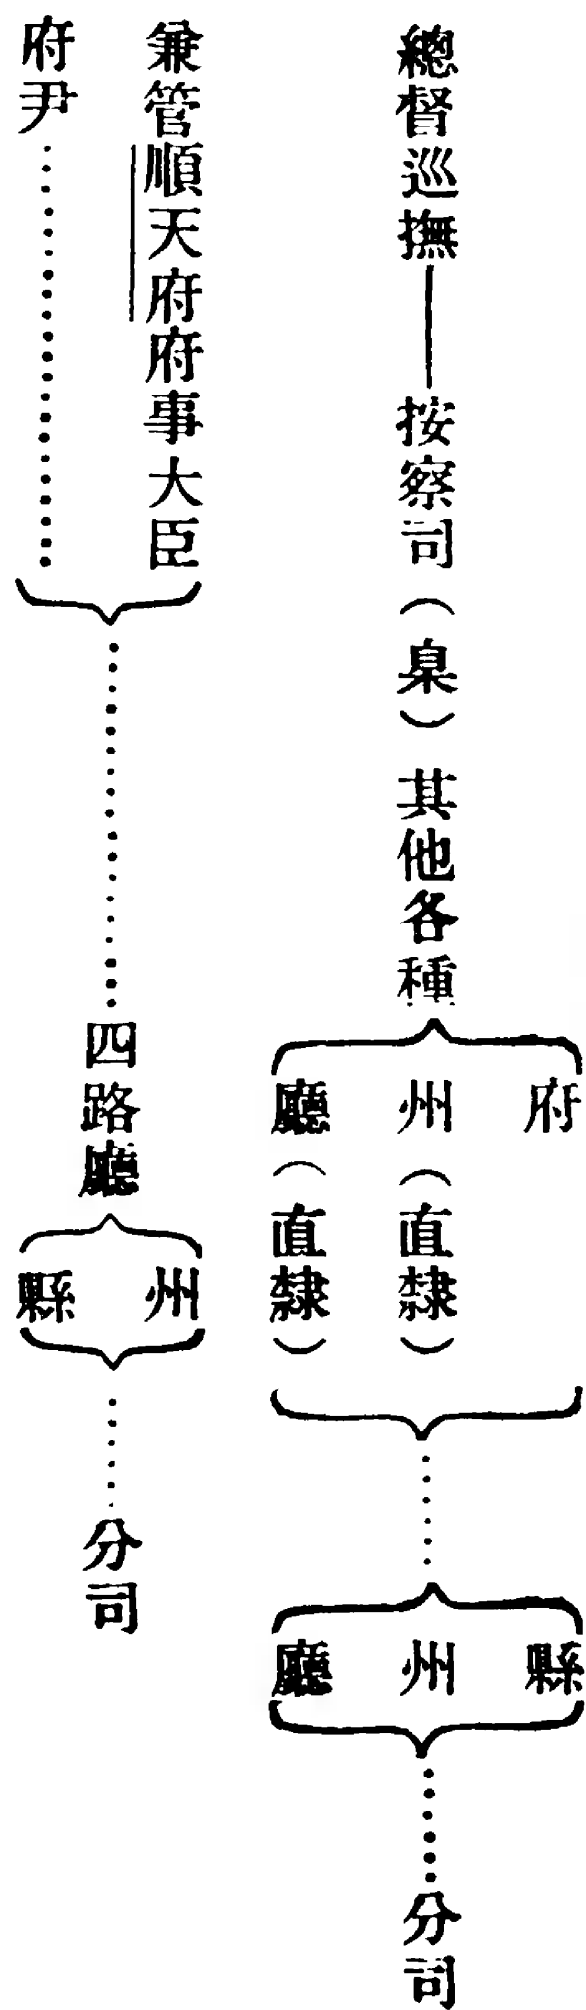 總督巡撫——按察司（臬）其他各種
府
州（直隸）
廳（直隸）
縣
州
廳
分司
兼管順天府府事大臣
府尹
四路廳
州
縣
分司